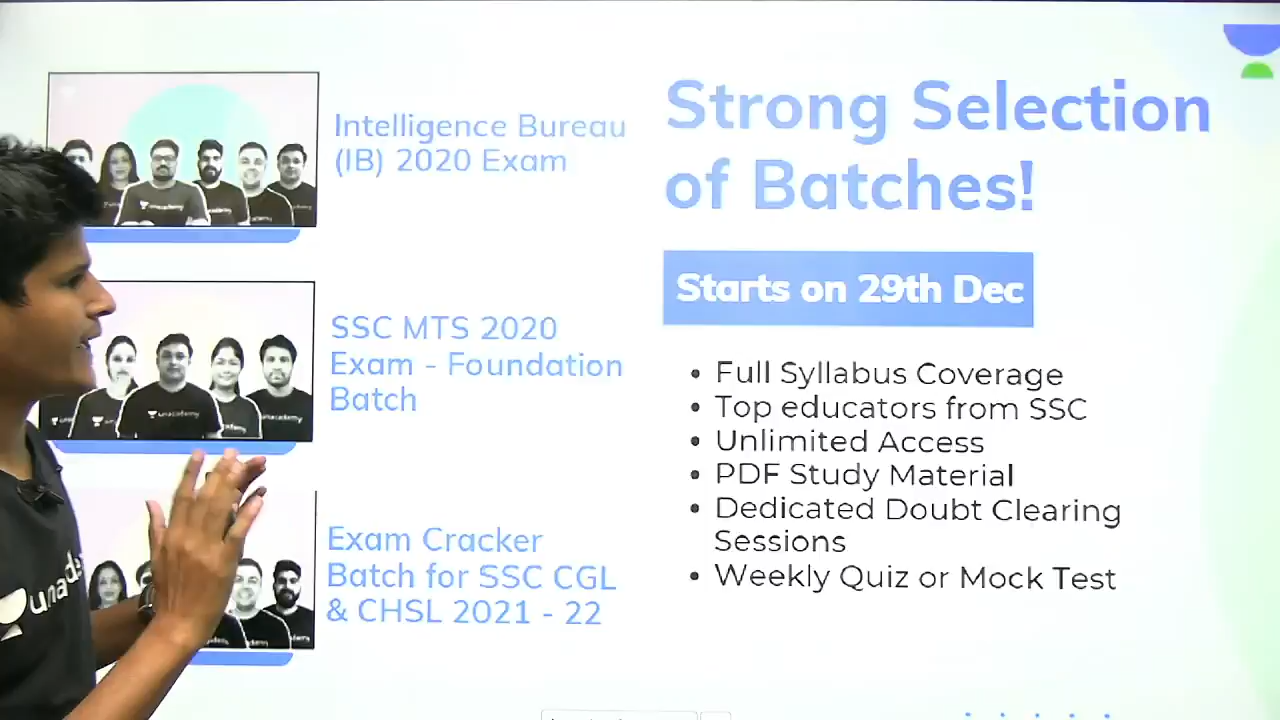 Intelligence Bureau
(IB) 2020 Exam
SSC MTS 2020
Exam - Foundation
Batch
Exam Cracker
Batch for SSC CGL
& CHSL 2021 - 22
Strong Selection
of Batches!
Starts on 29th Dec
• Full Syllabus Coverage
• Top educators from SSC
• Unlimited Access
• PDF Study Material
• Dedicated Doubt Clearing
Sessions
• Weekly Quiz or Mock Test
unacademy
unacademy